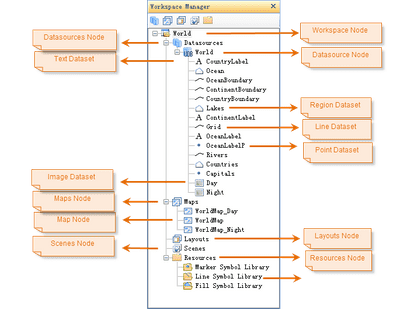 Workspace Manager
World
Datasources
World
CountryLabel
Ocean
OceanBoundary
ContinentBoundary
CountryBoundary
Lakes
ContinentLabel
Grid
OceanLabel
OceanLabelP
Rivers
Countries
Capitals
Day
Night
Maps
WorldMap_Day
WorldMap
WorldMap_Night
Layouts
Scenes
Resources
Marker Symbol Library
Line Symbol Library
Fill Symbol Library
Datasources Node
Text Dataset
Image Dataset
Maps Node
Map Node
Scenes Node
Workspace Node
Datasource Node
Region Dataset
Line Dataset
Point Dataset
Layouts Node
Resources Node